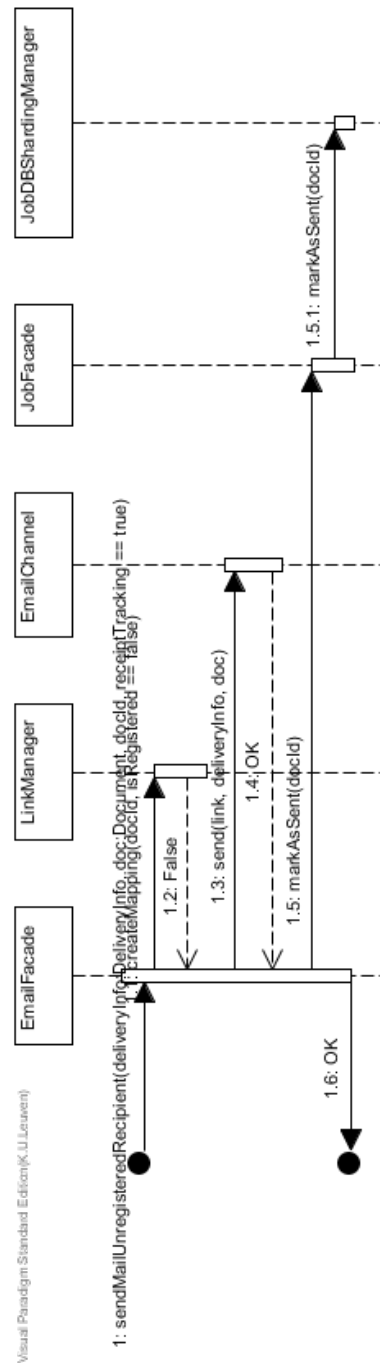 Visual Paradigm Standard Edition(K.U.Leuven)
EmailFacade
LinkManager
EmailChannel
JobFacade
JobDBShardingManager
1: sendMailUnregisteredRecipient(deliveryInfo:DeliveryInfo, doc:Document, docId, receiptTracking == true)
1.1: createMapping(docId, isRegistered == false)
1.2: False
1.3: send(link, deliveryInfo, doc)
1.4: OK
1.5: markAsSent(docId)
1.5.1: markAsSent(docId)
1.6: OK